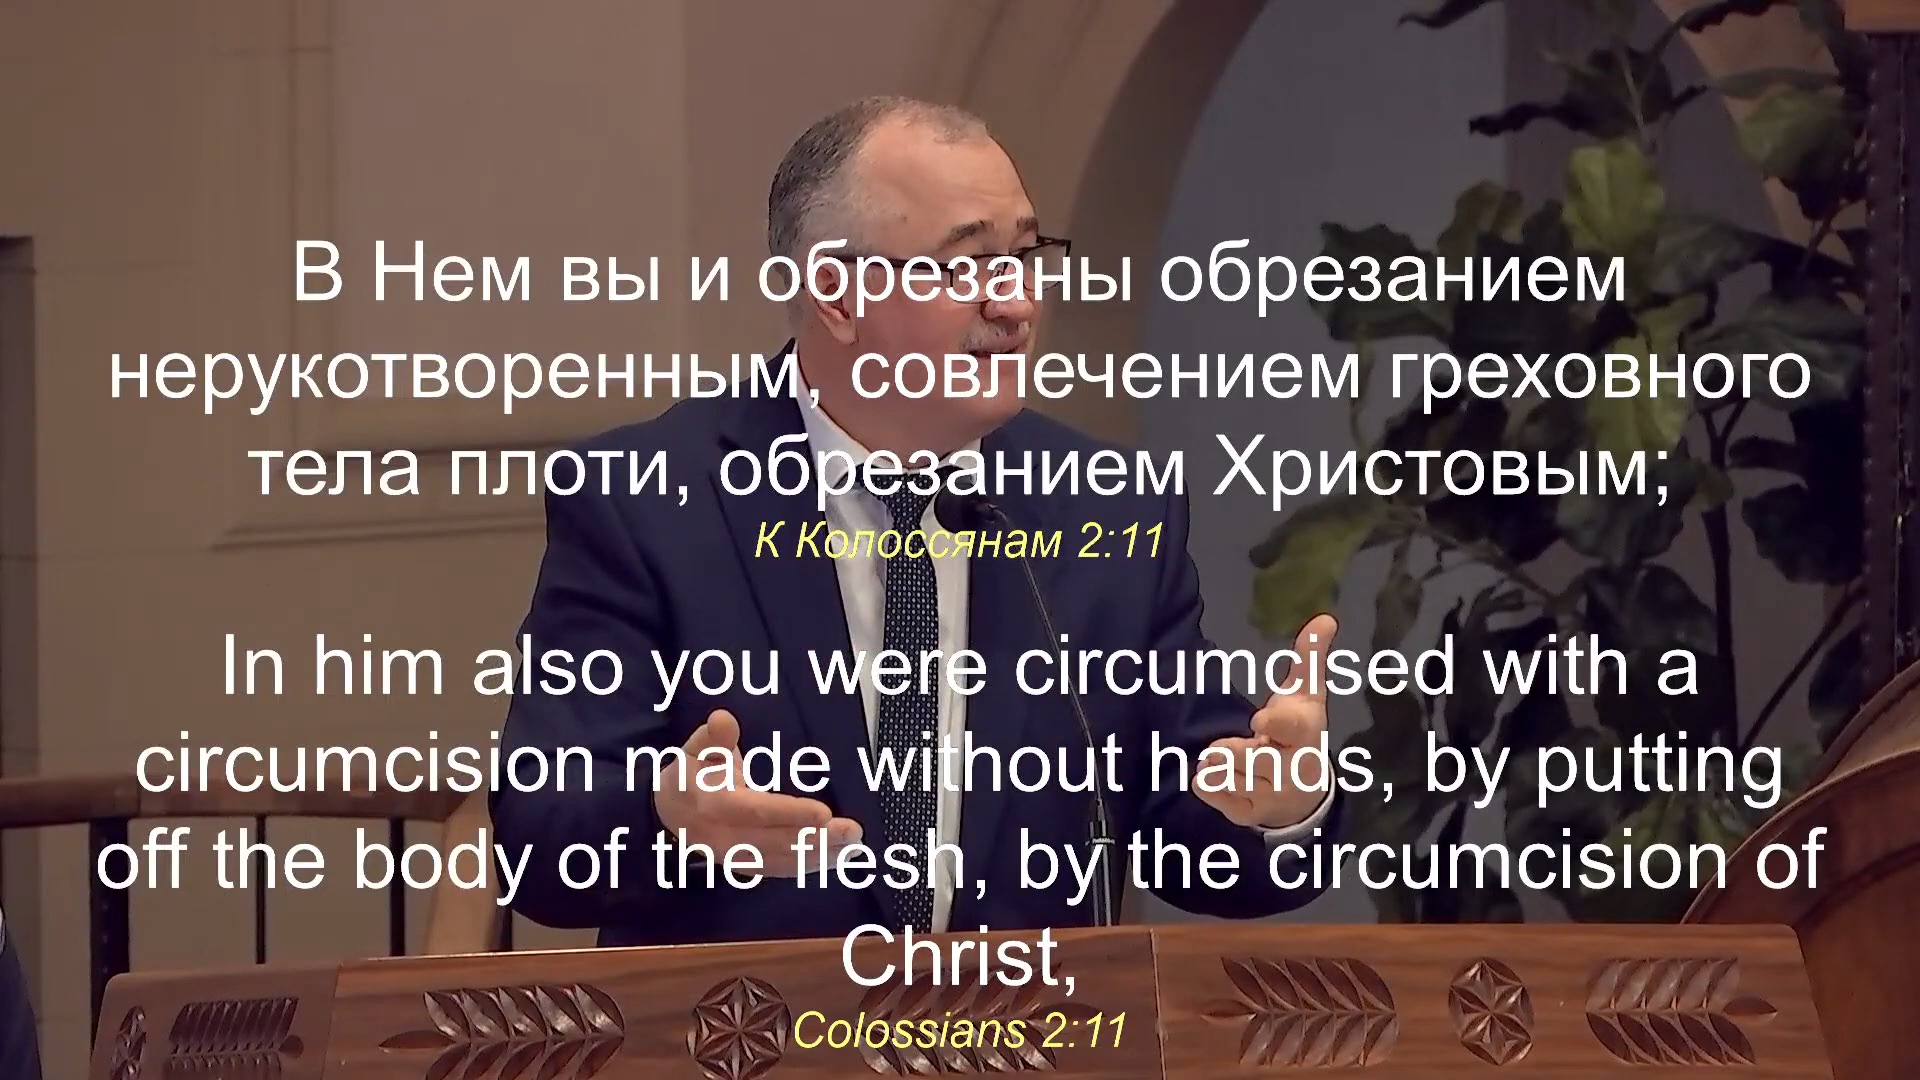 В Нем вы и обрезаны обрезанием
нерукотворенным, совлечением греховного
тела плоти, обрезанием Христовым;
К Колоссянам 2:11
In him also you were circumcised with a
circumcision made without hands, by putting
off the body of the flesh, by the circumcision of
Christ,
Colossians 2:11